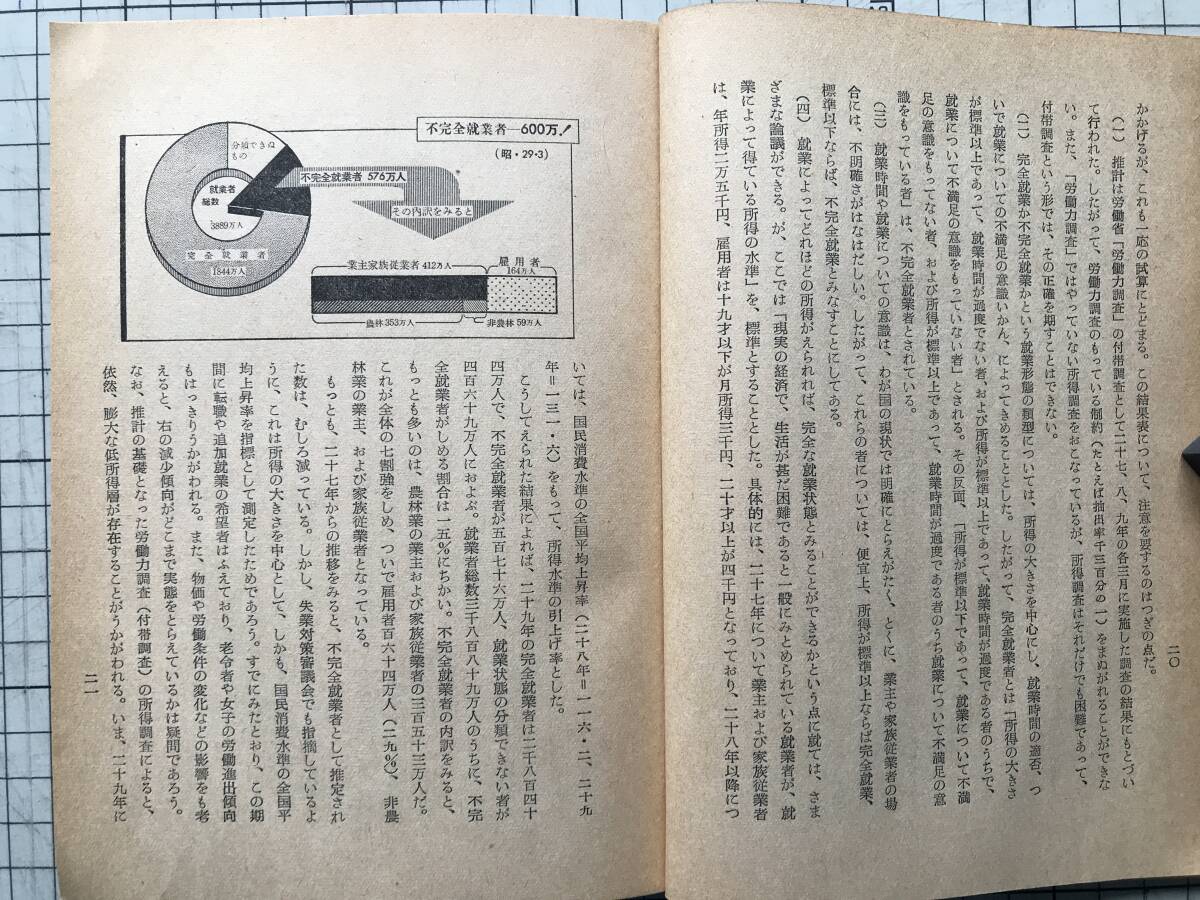 かかげるが、これも一応の試算にとどまる。この結果表について、注意を要するのはつぎの点だ。
(一) 推計は労働省「労働力調査」の付帯調査として二十七、八、九年の各三月に実施した調査の結果にもとづい
て行われた。したがって、労働力調査のもっている制約(たとえば抽出率千三百分の一)をまぬがれることができな
い。また、「労働力調査」ではやっていない所得調査をおこなっているが、所得調査はそれだけでも困難であって、
付帯調査という形では、その正確を期すことはできない。
(二) 完全就業か不完全就業かという就業形態の類型については、所得の大きさを中心にし、就業時間の適否、つ
いで就業についての不満足の意識いかん、によってきめることとした。したがって、完全就業者とは「所得の大きさ
が標準以上であって、就業時間が過度でない者、および所得が標準以上であって、就業時間が過度である者のうちで、
就業について不満足の意識をもっていない者」とされる。その反面、「所得が標準以下であって、就業について不満
足の意識をもってない者、および所得が標準以上であって、就業時間が過度である者のうち就業について不満足の意
識をもっている者」は、不完全就業者とされている。
(三) 就業時間や就業についての意識は、わが国の現状では明確にとらえがたく、とくに、業主や家族従業者の場
合には、不明確さがはなはだしい。したがって、これらの者については、便宜上、所得が標準以上ならば完全就業、
標準以下ならば、不完全就業とみなすことにしてある。
(四) 就業によってどれほどの所得がえられれば、完全な就業状態とみることができるかという点に就ては、さま
ざまな論議ができる。が、ここでは「現実の経済で、生活が甚だ困難であると一般にみとめられている就業者が、就
業によって得ている所得の水準」を、標準とすることとした。具体的には、二十七年について業主および家族従業者
は、年所得二万五千円、雇用者は十九才以下が月所得三千円、二十才以上が四千円となっており、二十八年以降につ
二〇
不完全就業者—600万!
(昭・29・3)
分類できぬもの
就業者総数
3889万人
完全就業者
1844万人
不完全就業者 576万人
その内訳をみると
業主家族従業者 412万人
雇用者
164万人
農林353万人
非農林 59万人
いては、国民消費水準の全国平均上昇率(二十八年＝一一六・二、二十九
年＝一三一・六)をもって、所得水準の引上げ率とした。
こうしてえられた結果によれば、二十九年の完全就業者は二千八百四十
四万人で、不完全就業者が五百七十六万人、就業状態の分類できない者が
四百六十九万人におよぶ。就業者総数三千八百八十九万人のうちに、不完
全就業者がしめる割合は一五％にちかい。不完全就業者の内訳をみると、
もっとも多いのは、農林業の業主および家族従業者の三百五十三万人だ。
これが全体の七割強をしめ、ついで雇用者百六十四万人(二九％)、非農
林業の業主、および家族従業者となっている。
もっとも、二十七年からの推移をみると、不完全就業者として推定され
た数は、むしろ減っている。しかし、失業対策審議会でも指摘しているよ
うに、これは所得の大きさを中心として、しかも、国民消費水準の全国平
均上昇率を指標として測定したためであろう。すでにみたとおり、この期
間に転職や追加就業の希望者はふえており、老令者や女子の労働進出傾向
もはっきりうかがわれる。また、物価や労働条件の変化などの影響をも考
えると、右の減少傾向がどこまで実態をとらえているかは疑問であろう。
なお、推計の基礎となった労働力調査(付帯調査)の所得調査によると、
依然、膨大な低所得層が存在することがうかがわれる。いま、二十九年に
二一